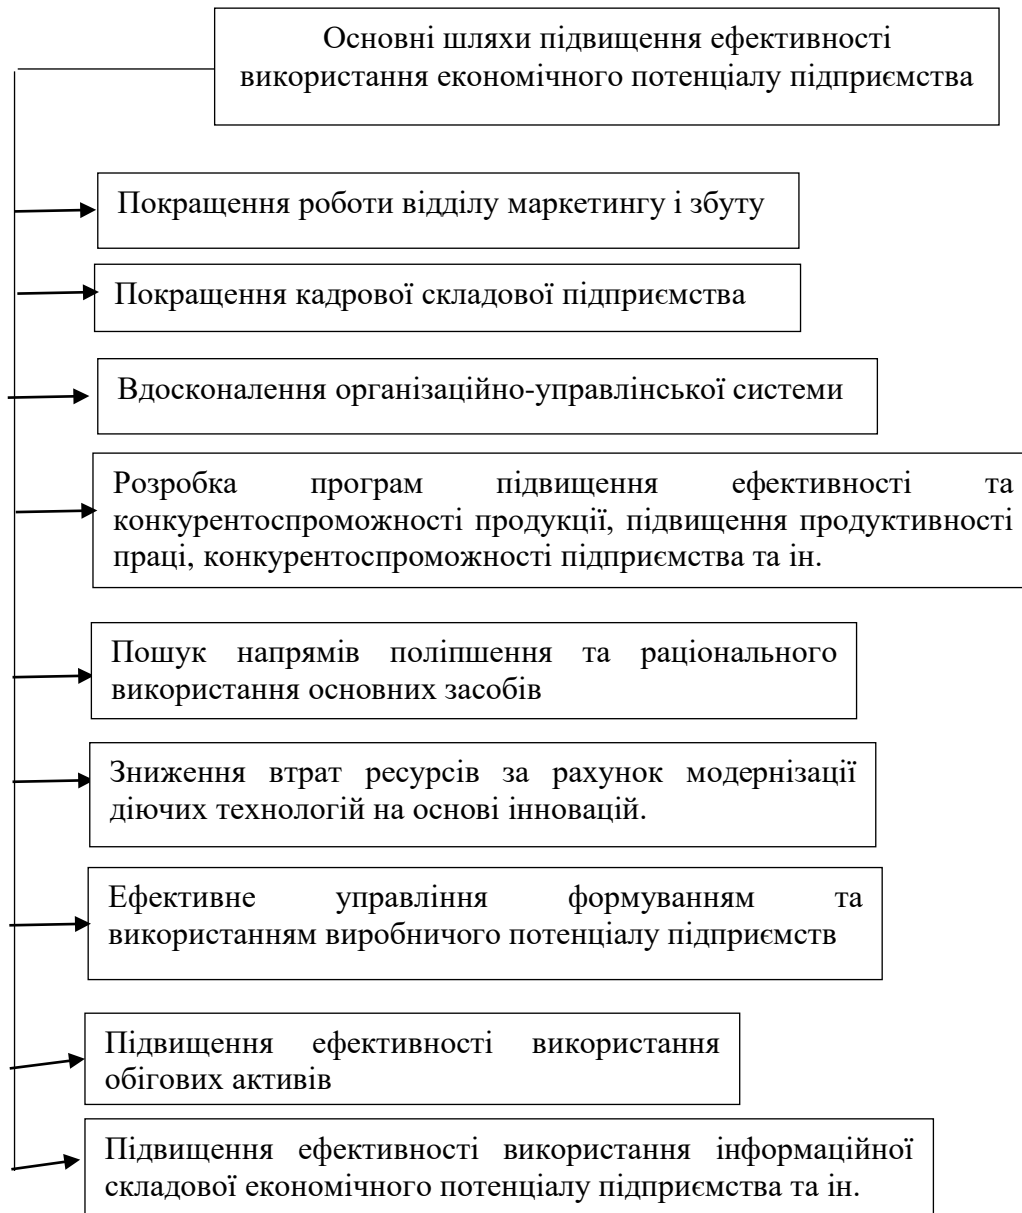 Основні шляхи підвищення ефективності
використання економічного потенціалу підприємства
Покращення роботи відділу маркетингу і збуту
Покращення кадрової складової підприємства
Вдосконалення організаційно-управлінської системи
Розробка програм підвищення ефективності та
конкурентоспроможності продукції, підвищення продуктивності
праці, конкурентоспроможності підприємства та ін.
Пошук напрямів поліпшення та раціонального
використання основних засобів
Зниження втрат ресурсів за рахунок модернізації
діючих технологій на основі інновацій.
Ефективне управління формуванням та
використанням виробничого потенціалу підприємств
Підвищення ефективності використання
обігових активів
Підвищення ефективності використання інформаційної
складової економічного потенціалу підприємства та ін.